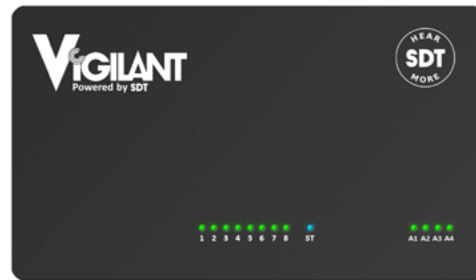 VIGILANT
Powered by SDT
HEAR
SDT
MORE
1 2 3 4 5 6 7 8 ST A1 A2 A3 A4